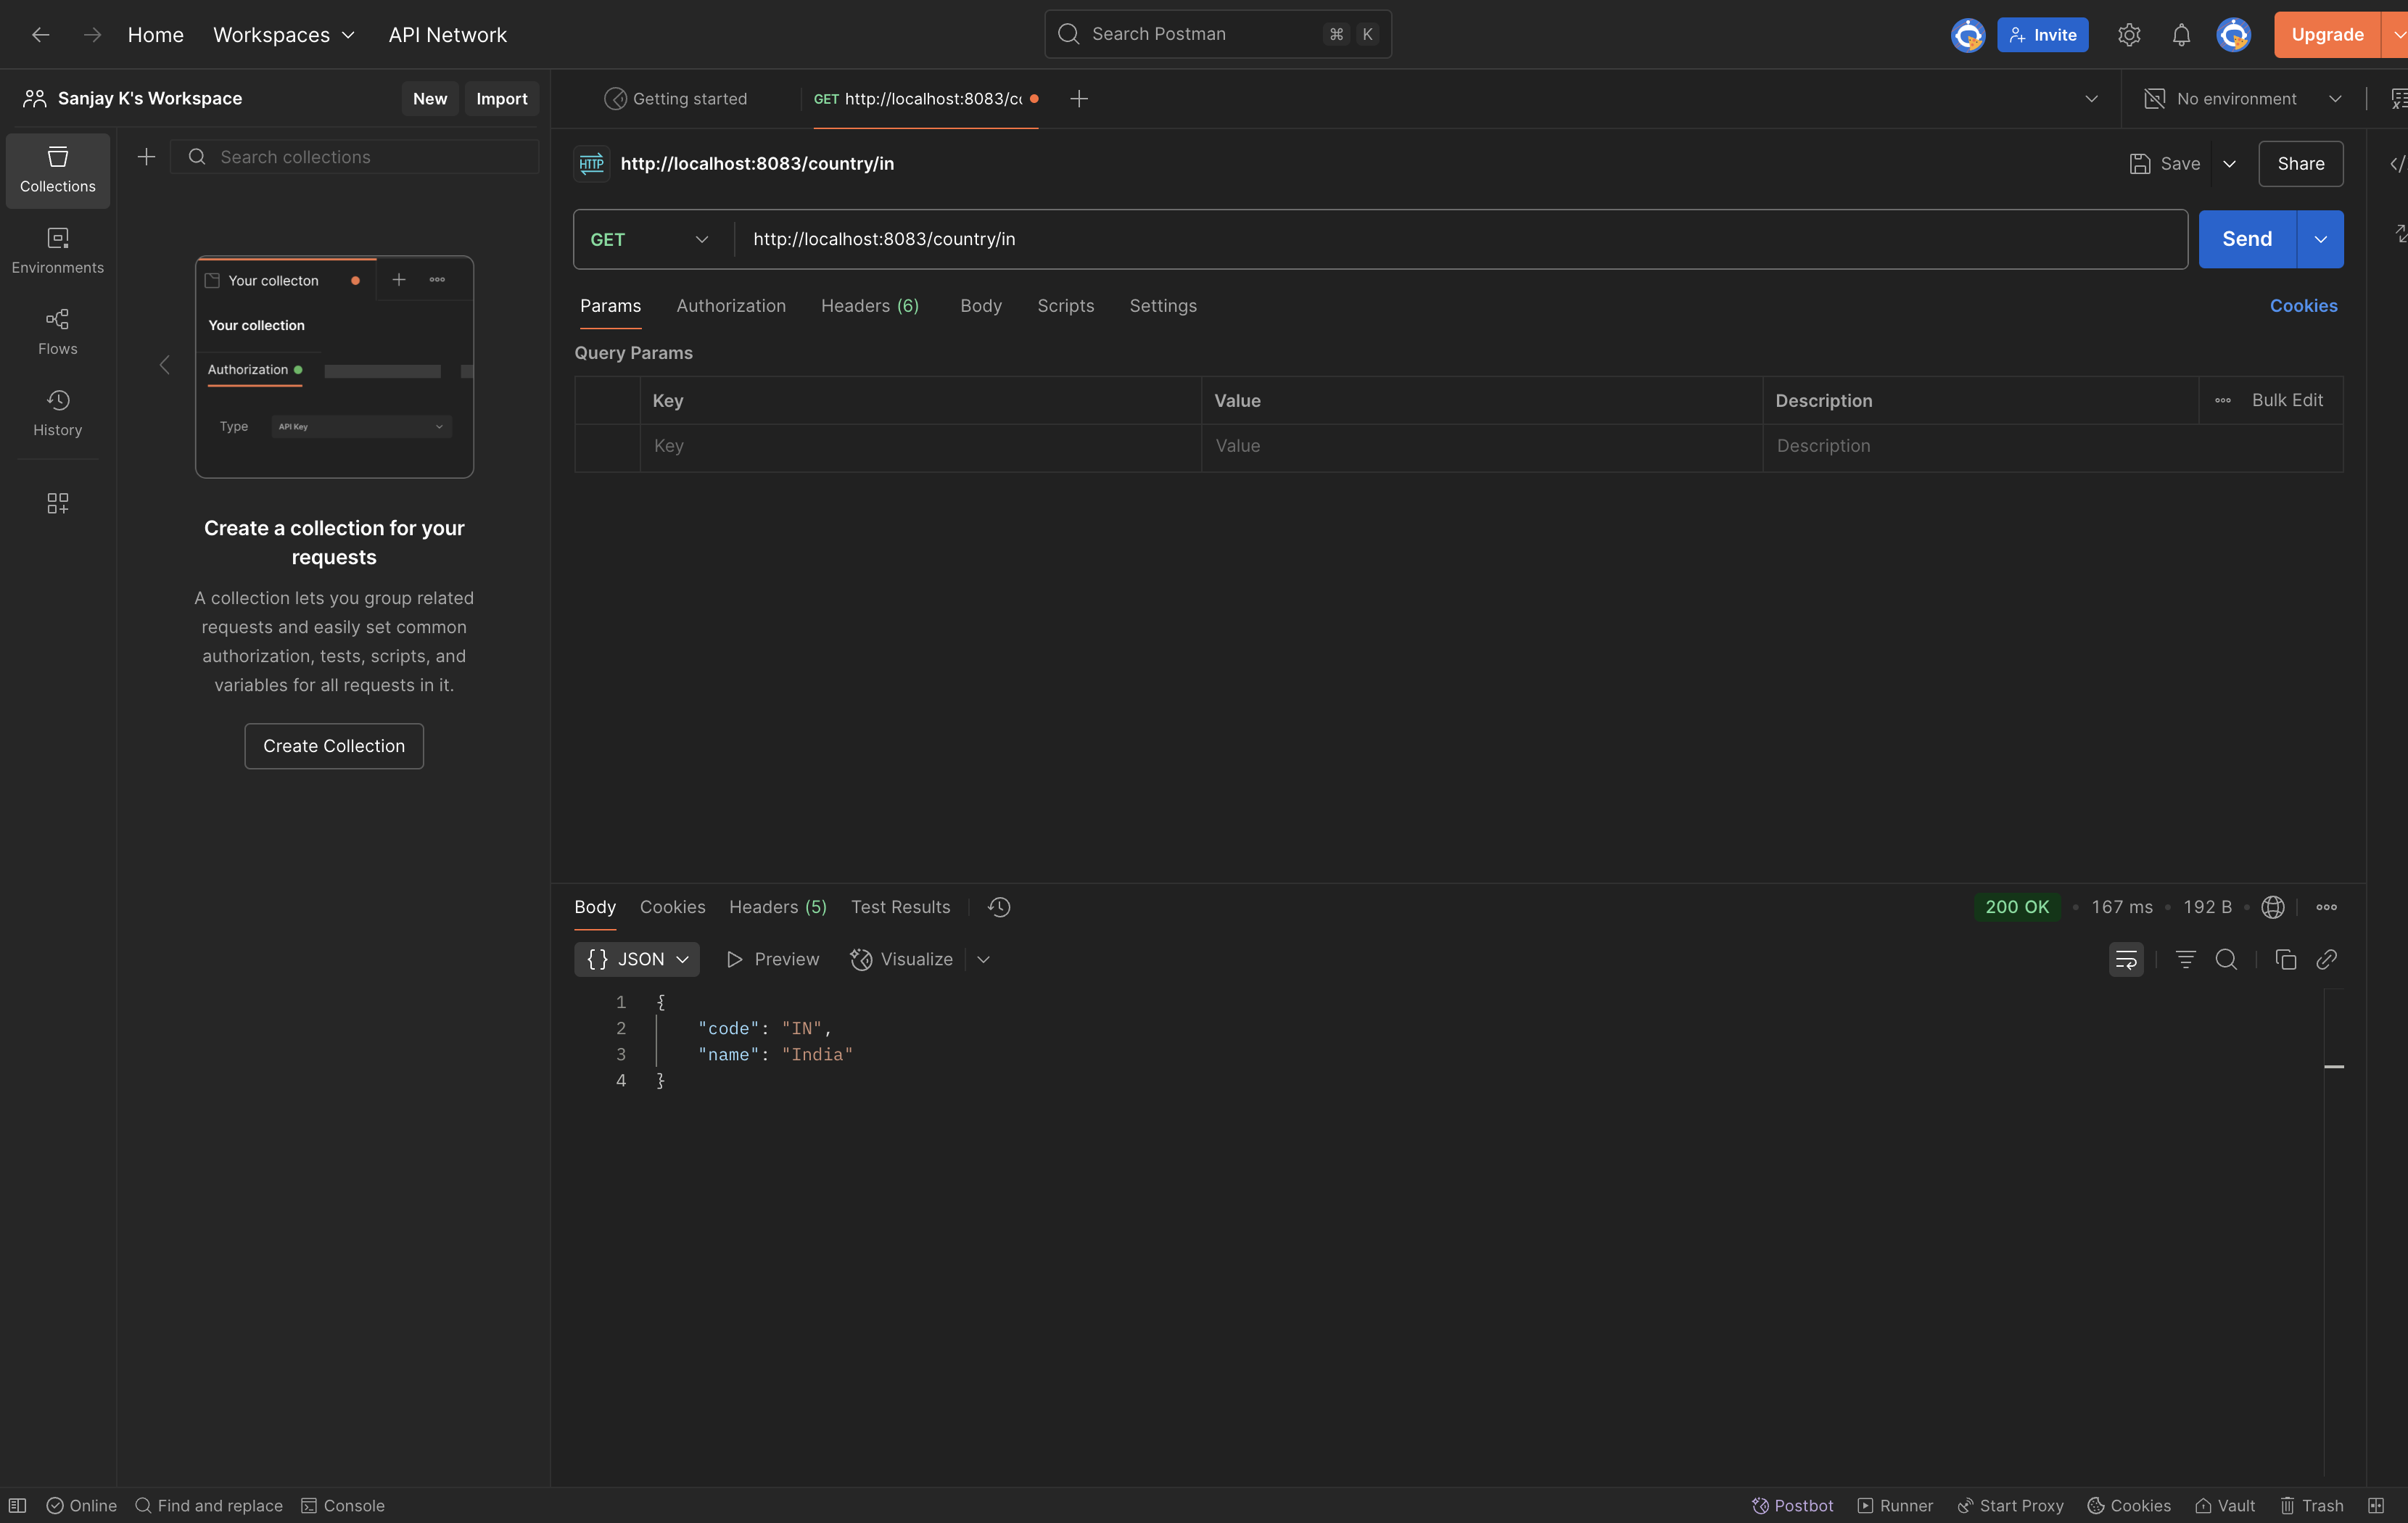 Home Workspaces API Network Search Postman ⌘ K Invite Upgrade
Sanjay K's Workspace New Import Getting started GET http://localhost:8083/c No environment
Collections
Environments
Flows
History
Search collections
Your collecton
Your collection
Authorization
Type API Key
Create a collection for your
requests
A collection lets you group related
requests and easily set common
authorization, tests, scripts, and
variables for all requests in it.
Create Collection
HTTP http://localhost:8083/country/in Save Share
GET http://localhost:8083/country/in Send
Params Authorization Headers (6) Body Scripts Settings Cookies
Query Params
Key Value Description Bulk Edit
Key Value Description
Body Cookies Headers (5) Test Results 200 OK 167 ms 192 B
{} JSON Preview Visualize
1 {
2 "code": "IN",
3 "name": "India"
4 }
Online Find and replace Console Postbot Runner Start Proxy Cookies Vault Trash